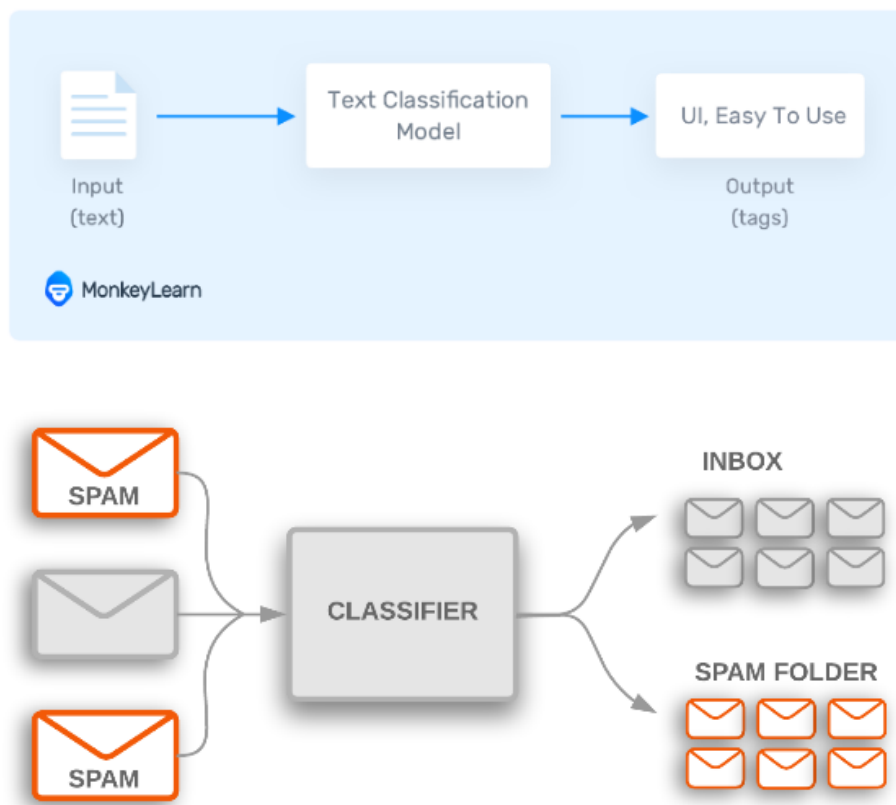 Text Classification
Model
UI, Easy To Use
Input
(text)
Output
(tags)
MonkeyLearn
SPAM
INBOX
CLASSIFIER
SPAM FOLDER
SPAM